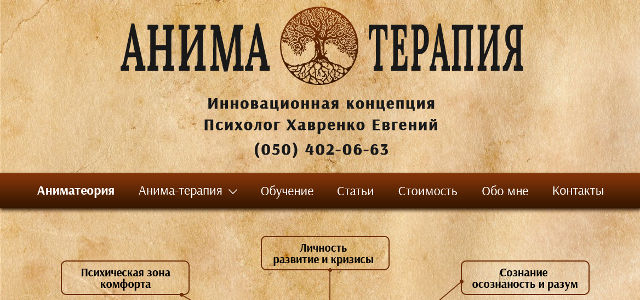 АНИМА ТЕРАПИЯ
Инновационная концепция
Психолог Хавренко Евгений
(050) 402-06-63
Аниматеория Анима-терапия Обучение Статьи Стоимость Обо мне Контакты
Личность
развитие и кризисы
Психическая зона
комфорта
Сознание
осознаность и разум